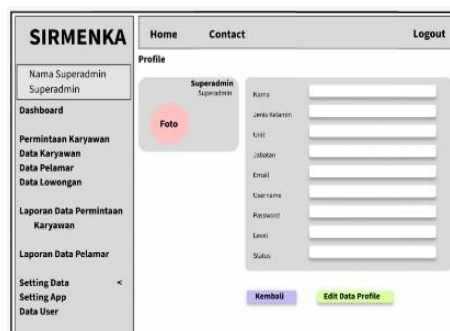 SIRMENKA
Home
Contact
Logout
Nama Superadmin
Superadmin
Dashboard
Permintaan Karyawan
Data Karyawan
Data Pelamar
Data Lowongan
Laporan Data Permintaan
Karyawan
Laporan Data Pelamar
Setting Data <
Setting App
Data User
Profile
Superadmin
Superadmin
Foto
Nama
Jenis Kelamin
Unit
Jabatan
Email
Username
Password
Level
Status
Kembali
Edit Data Profile